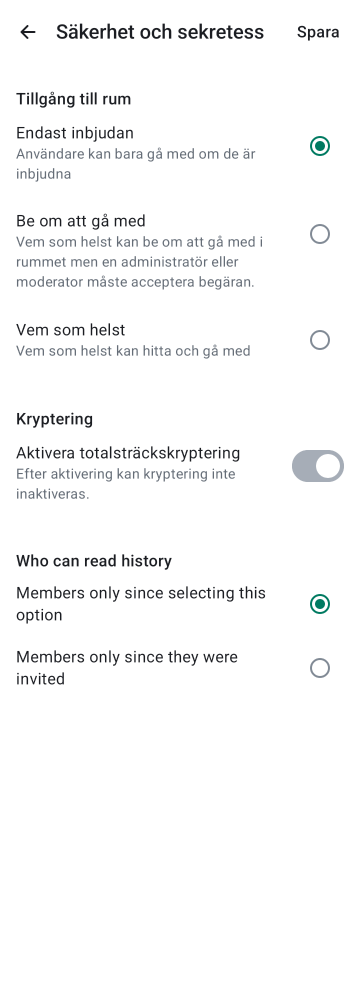 Säkerhet och sekretess
Spara
Tillgång till rum
Endast inbjudan
Användare kan bara gå med om de är
inbjudna
Be om att gå med
Vem som helst kan be om att gå med i
rummet men en administratör eller
moderator måste acceptera begäran.
Vem som helst
Vem som helst kan hitta och gå med
Kryptering
Aktivera totalsträckskryptering
Efter aktivering kan kryptering inte
inaktiveras.
Who can read history
Members only since selecting this
option
Members only since they were
invited